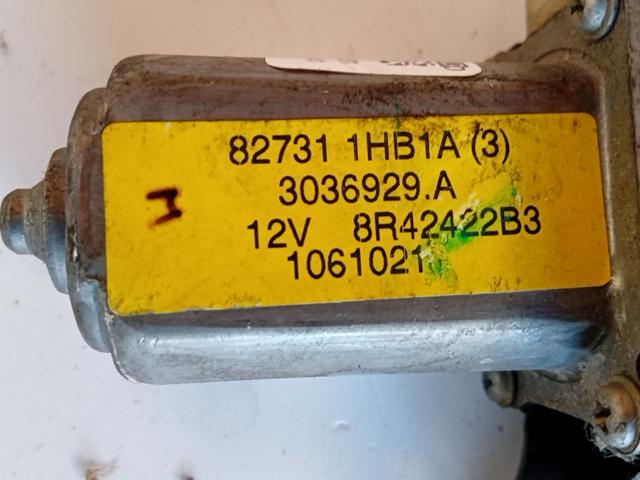 82731 1HB1A (3)
3036929.A
12V 8R42422B3
1061021
H